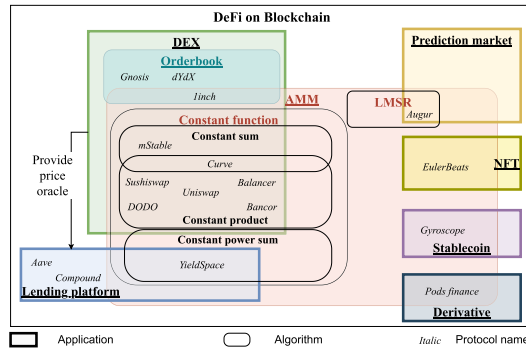 DeFi on Blockchain
DEX
Orderbook
Gnosis dYdX
1inch
AMM
LMSR
Augur
Prediction market
Constant function
Constant sum
mStable
Curve
Sushiswap Uniswap Balancer
DODO Bancor
Constant product
Constant power sum
YieldSpace
Provide
price
oracle
Aave
Compound
Lending platform
EulerBeats
NFT
Gyroscope
Stablecoin
Pods finance
Derivative
Application Algorithm Italic Protocol name